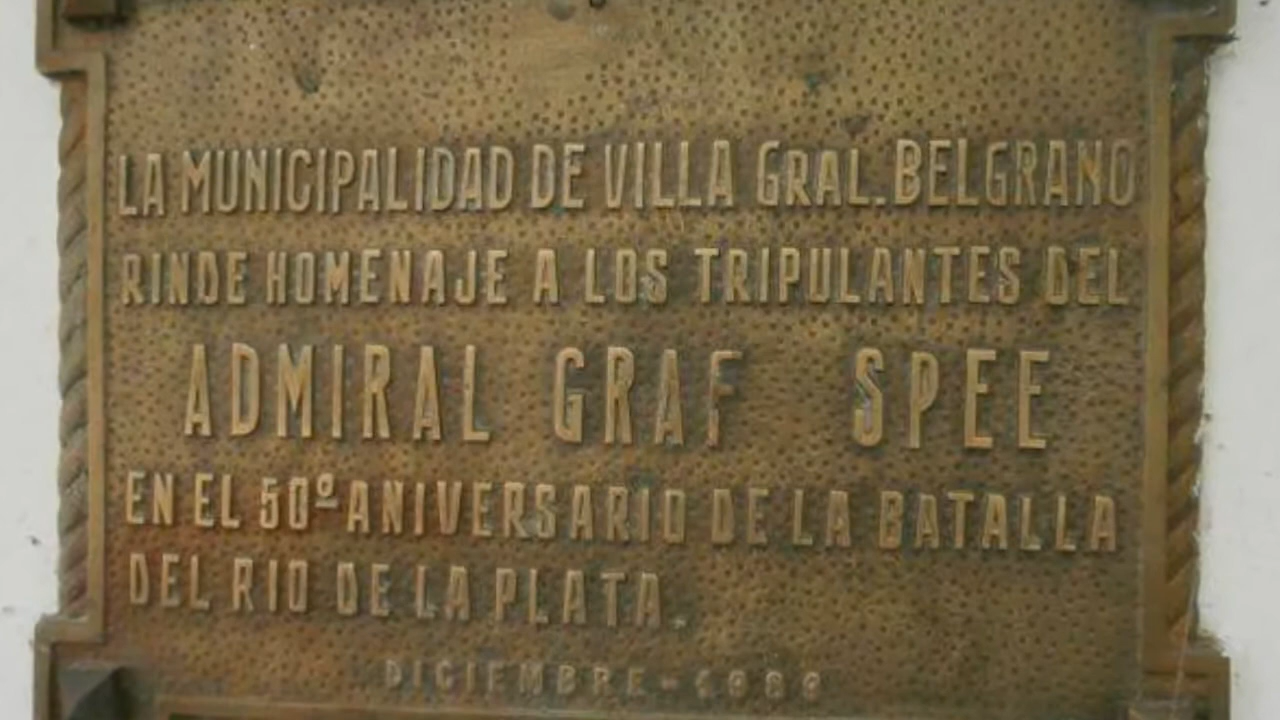 LA MUNICIPALIDAD DE VILLA GRAL. BELGRANO
RINDE HOMENAJE A LOS TRIPULANTES DEL
ADMIRAL GRAF SPEE
EN EL 50º ANIVERSARIO DE LA BATALLA
DEL RIO DE LA PLATA.
DICIEMBRE - 1989